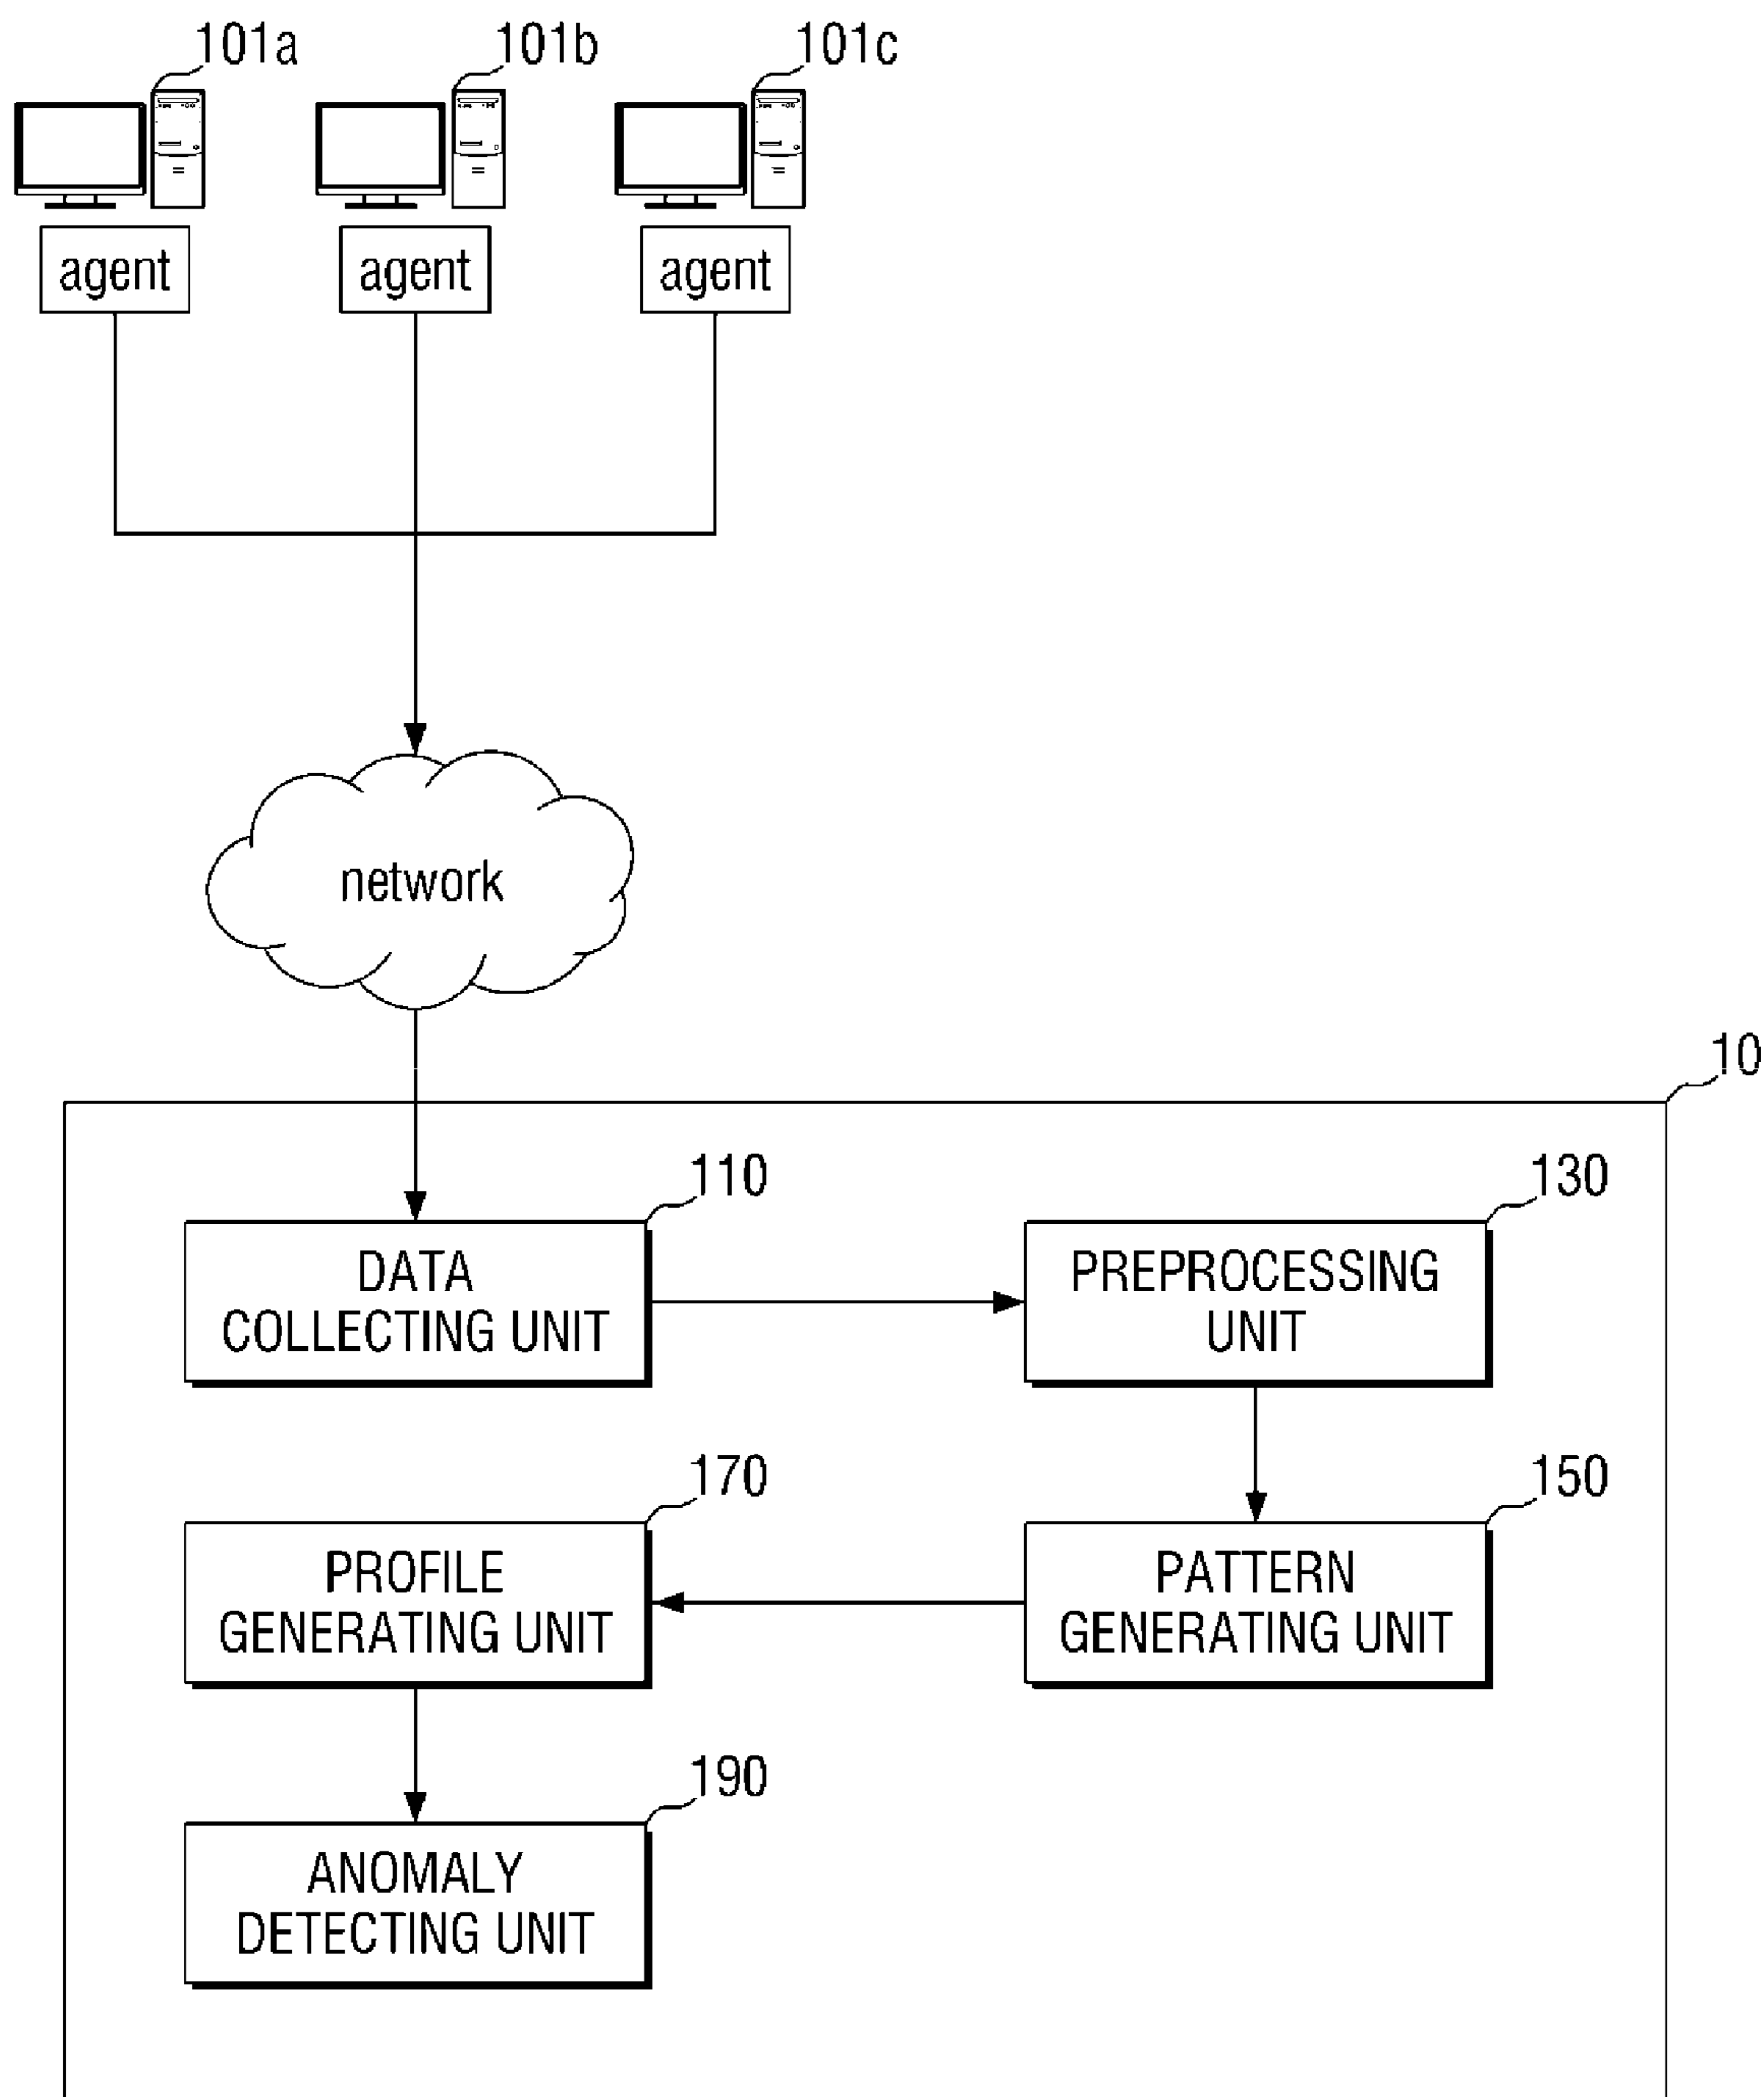 101a
101b
101c
agent
agent
agent
network
10
110
130
DATA
COLLECTING UNIT
PREPROCESSING
UNIT
170
150
PROFILE
GENERATING UNIT
PATTERN
GENERATING UNIT
190
ANOMALY
DETECTING UNIT